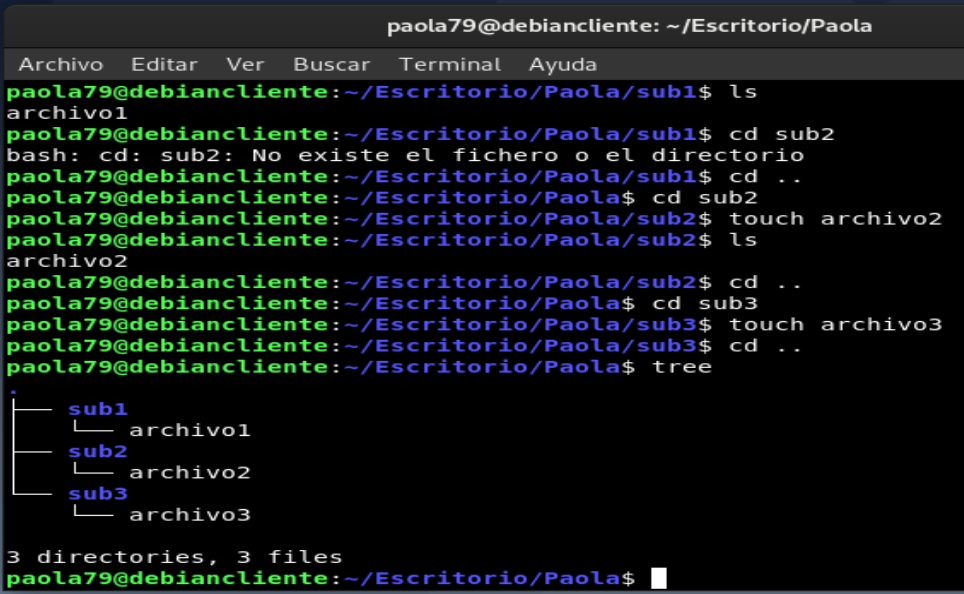 paola79@debiancliente: ~/Escritorio/Paola
Archivo Editar Ver Buscar Terminal Ayuda
paola79@debiancliente:~/Escritorio/Paola/sub1$ ls
archivo1
paola79@debiancliente:~/Escritorio/Paola/sub1$ cd sub2
bash: cd: sub2: No existe el fichero o el directorio
paola79@debiancliente:~/Escritorio/Paola/sub1$ cd ..
paola79@debiancliente:~/Escritorio/Paola$ cd sub2
paola79@debiancliente:~/Escritorio/Paola/sub2$ touch archivo2
paola79@debiancliente:~/Escritorio/Paola/sub2$ ls
archivo2
paola79@debiancliente:~/Escritorio/Paola/sub2$ cd ..
paola79@debiancliente:~/Escritorio/Paola$ cd sub3
paola79@debiancliente:~/Escritorio/Paola/sub3$ touch archivo3
paola79@debiancliente:~/Escritorio/Paola/sub3$ cd ..
paola79@debiancliente:~/Escritorio/Paola$ tree
.
├── sub1
│   └── archivo1
├── sub2
│   └── archivo2
└── sub3
    └── archivo3
3 directories, 3 files
paola79@debiancliente:~/Escritorio/Paola$